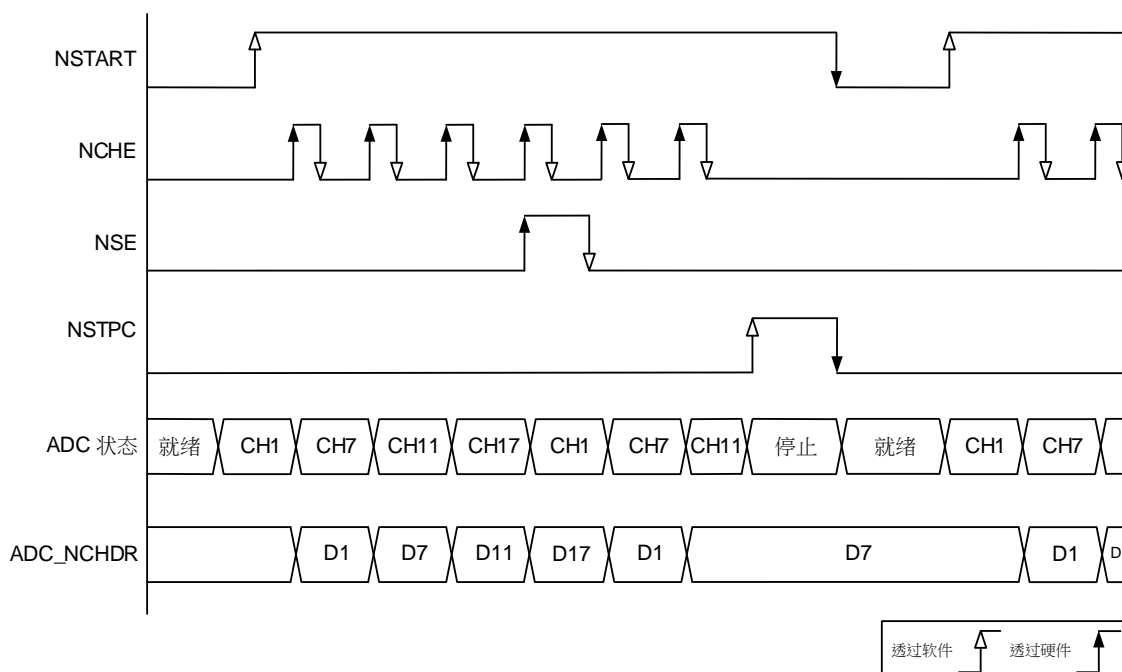 NSTART
NCHE
NSE
NSTPC
ADC 状态 就绪 CH1 CH7 CH11 CH17 CH1 CH7 CH11 停止 就绪 CH1 CH7
ADC_NCHDR D1 D7 D11 D17 D1 D7 D1 D
透过软件 透过硬件